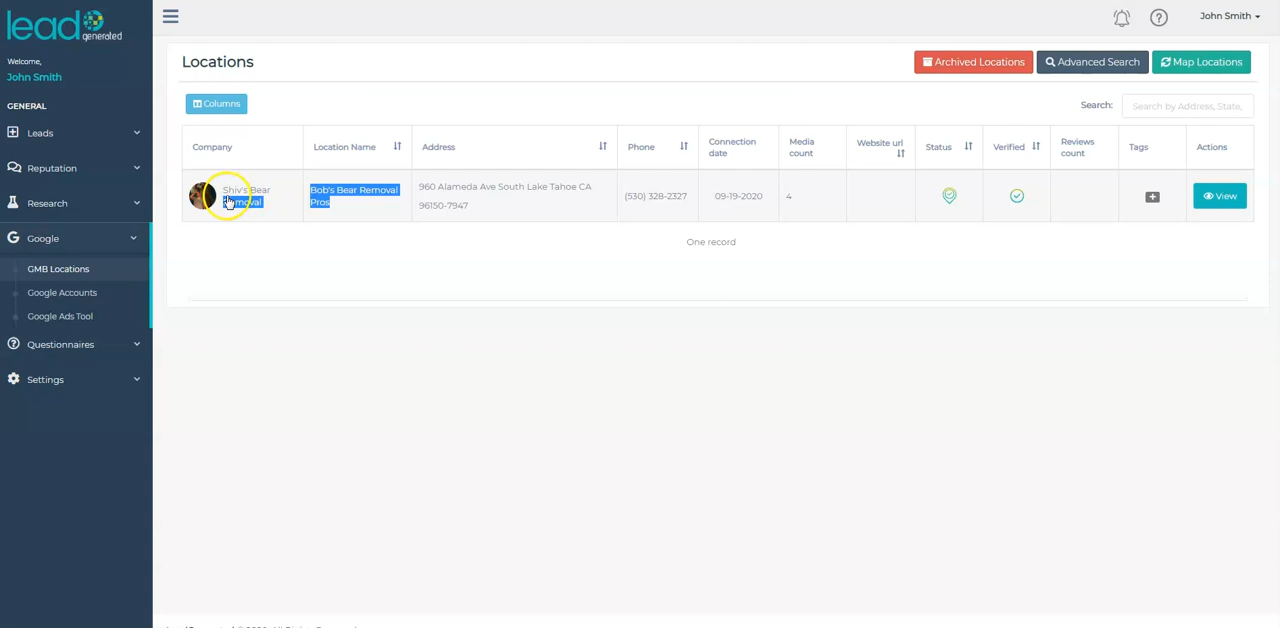 lead
generated
John Smith
Welcome,
John Smith
GENERAL
Leads
Reputation
Research
Google
GMB Locations
Google Accounts
Google Ads Tool
Questionnaires
Settings
Locations
Archived Locations
Advanced Search
Map Locations
Columns
Search:
Search by Address, State,
Company
Location Name
Address
Phone
Connection
date
Media
count
Website url
Status
Verified
Reviews
count
Tags
Actions
Shiv's Bear
Removal
Bob's Bear Removal
Pros
960 Alameda Ave South Lake Tahoe CA
96150-7947
(530) 328-2327
09-19-2020
4
View
One record